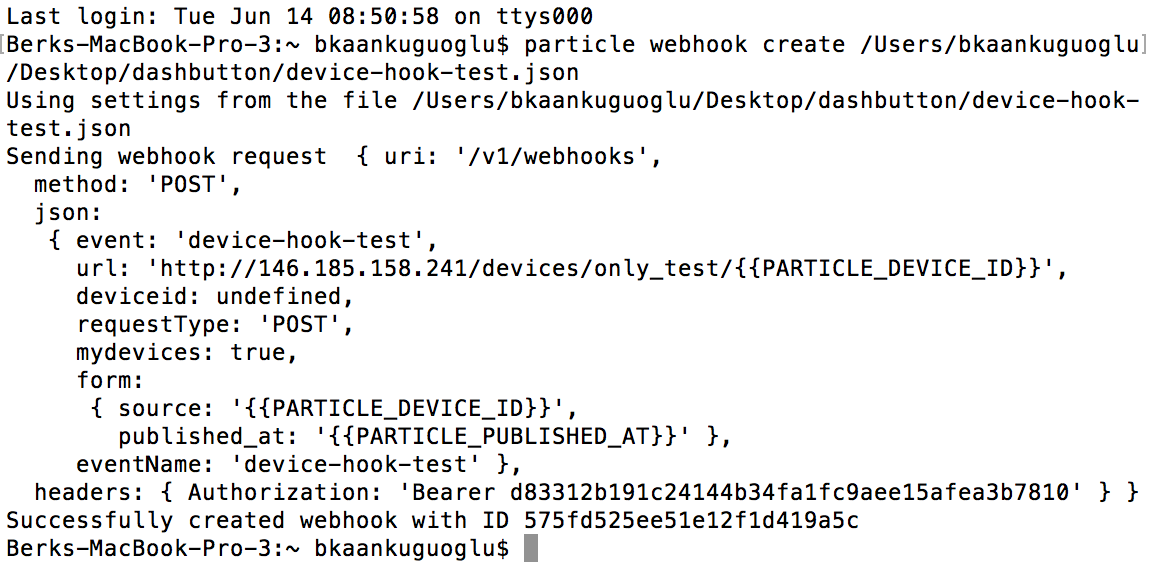 Last login: Tue Jun 14 08:50:58 on ttys000
[Berks-MacBook-Pro-3:~ bkaankuguoglu$ particle webhook create /Users/bkaankuguoglu]
/Desktop/dashbutton/device-hook-test.json
Using settings from the file /Users/bkaankuguoglu/Desktop/dashbutton/device-hook-
test.json
Sending webhook request  { uri: '/v1/webhooks',
  method: 'POST',
  json:
   { event: 'device-hook-test',
     url: 'http://146.185.158.241/devices/only_test/{{PARTICLE_DEVICE_ID}}',
     deviceid: undefined,
     requestType: 'POST',
     mydevices: true,
     form:
      { source: '{{PARTICLE_DEVICE_ID}}',
        published_at: '{{PARTICLE_PUBLISHED_AT}}' },
     eventName: 'device-hook-test' },
  headers: { Authorization: 'Bearer d83312b191c24144b34fa1fc9aee15afea3b7810' } }
Successfully created webhook with ID 575fd525ee51e12f1d419a5c
Berks-MacBook-Pro-3:~ bkaankuguoglu$